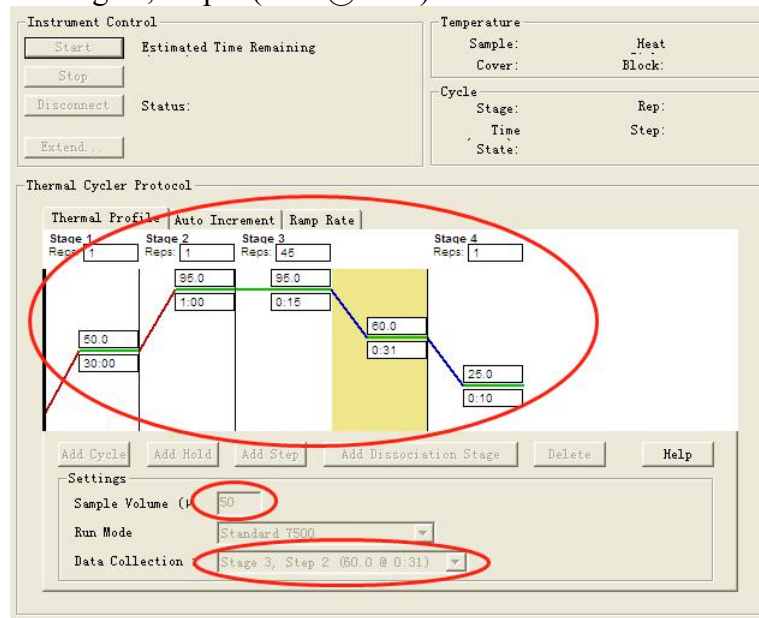 Instrument Control
Start Estimated Time Remaining
Stop
Disconnect Status:
Extend...
Temperature
Sample: Heat
Cover: Block:
Cycle
Stage: Rep:
Time Step:
State:
Thermal Cycler Protocol
Thermal Profile Auto Increment Ramp Rate
Stage 1 Stage 2 Stage 3 Stage 4
Reps: 1 Reps: 1 Reps: 45 Reps: 1
95.0 95.0
1:00 0:15
60.0
50.0 0:31
30:00
25.0
0:10
Add Cycle Add Hold Add Step Add Dissociation Stage Delete Help
Settings
Sample Volume 50
Run Mode Standard 7500
Data Collection Stage 3, Step 2 (60.0 @ 0:31)